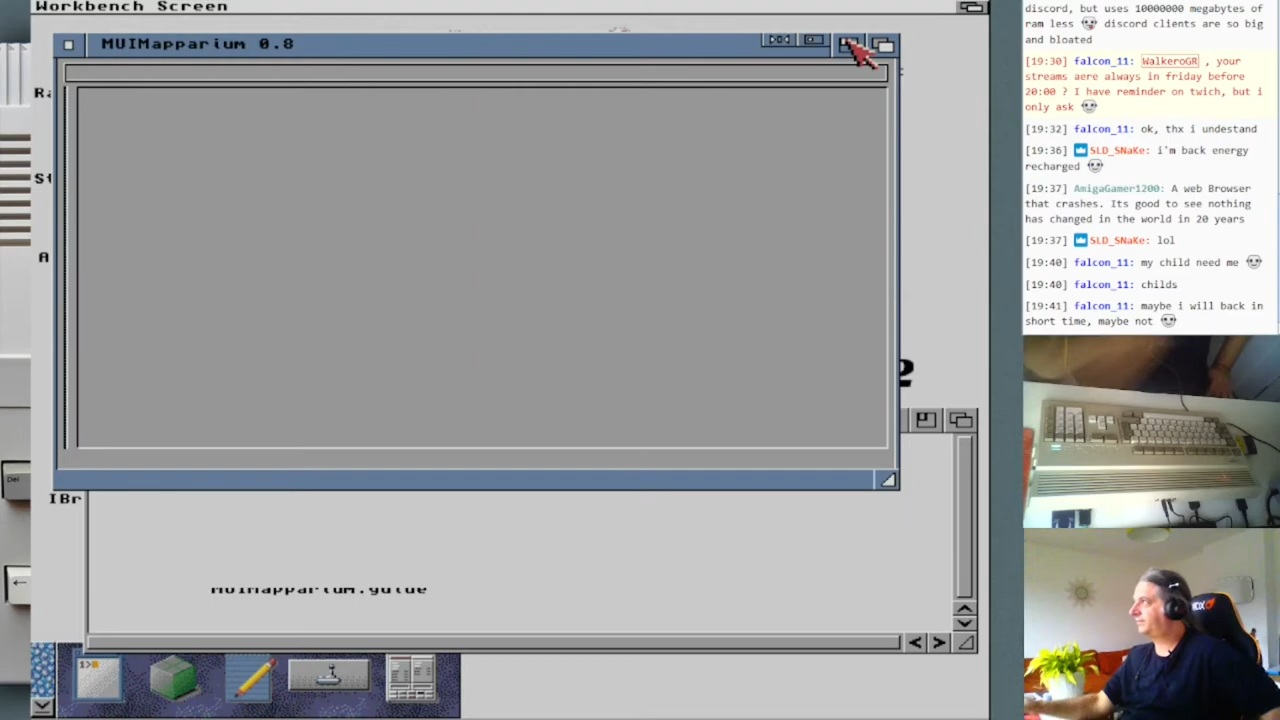 Workbench Screen
MUIMapparium 0.8
2
IBr
MUIMapparium.guide
1>
Del
discord, but uses 10000000 megabytes of
ram less discord clients are so big
and bloated
[19:30] falcon_11: WalkeroGR , your
streams aere always in friday before
20:00 ? I have reminder on twich, but i
only ask
[19:32] falcon_11: ok, thx i undestand
[19:36] SLD_SNaKe: i'm back energy
recharged
[19:37] AmigaGamer1200: A web Browser
that crashes. Its good to see nothing
has changed in the world in 20 years
[19:37] SLD_SNaKe: lol
[19:40] falcon_11: my child need me
[19:40] falcon_11: childs
[19:41] falcon_11: maybe i will back in
short time, maybe not